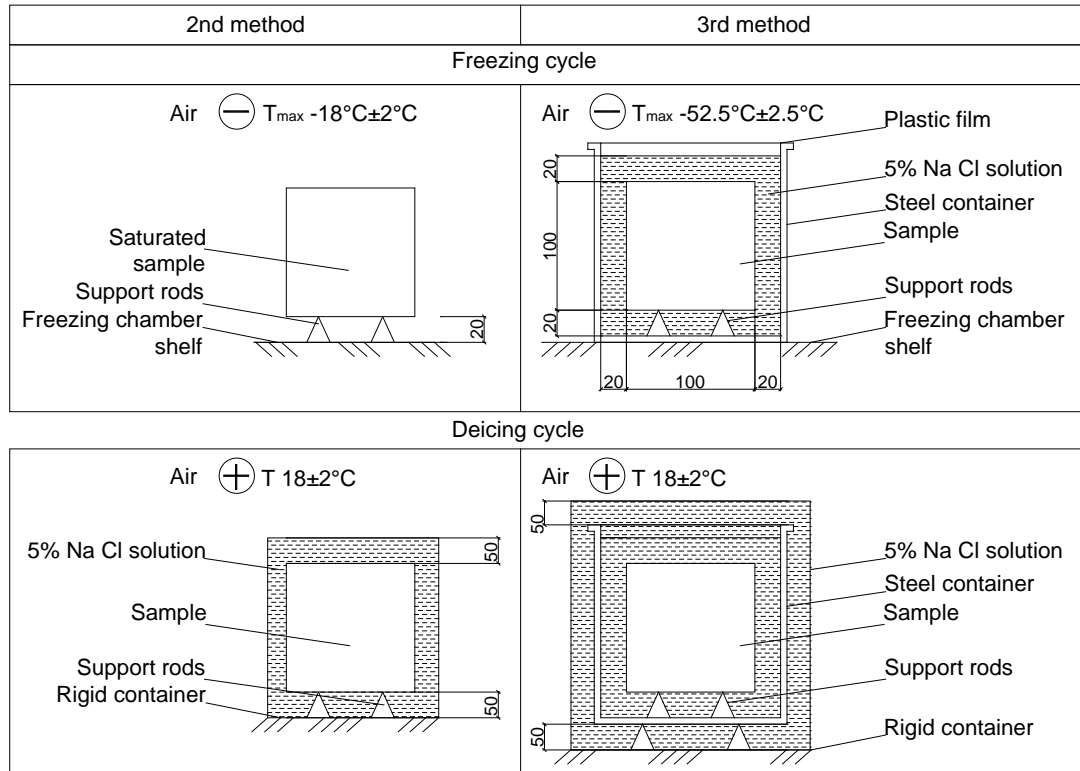 2nd method
3rd method
Freezing cycle
Air − Tmax -18°C±2°C
Saturated
sample
Support rods
Freezing chamber
shelf
20
Air − Tmax -52.5°C±2.5°C
Plastic film
5% Na Cl solution
Steel container
Sample
Support rods
Freezing chamber
shelf
20
100
20
20
100
20
Deicing cycle
Air + T 18±2°C
5% Na Cl solution
Sample
Support rods
Rigid container
50
50
Air + T 18±2°C
50
5% Na Cl solution
Steel container
Sample
Support rods
Rigid container
50